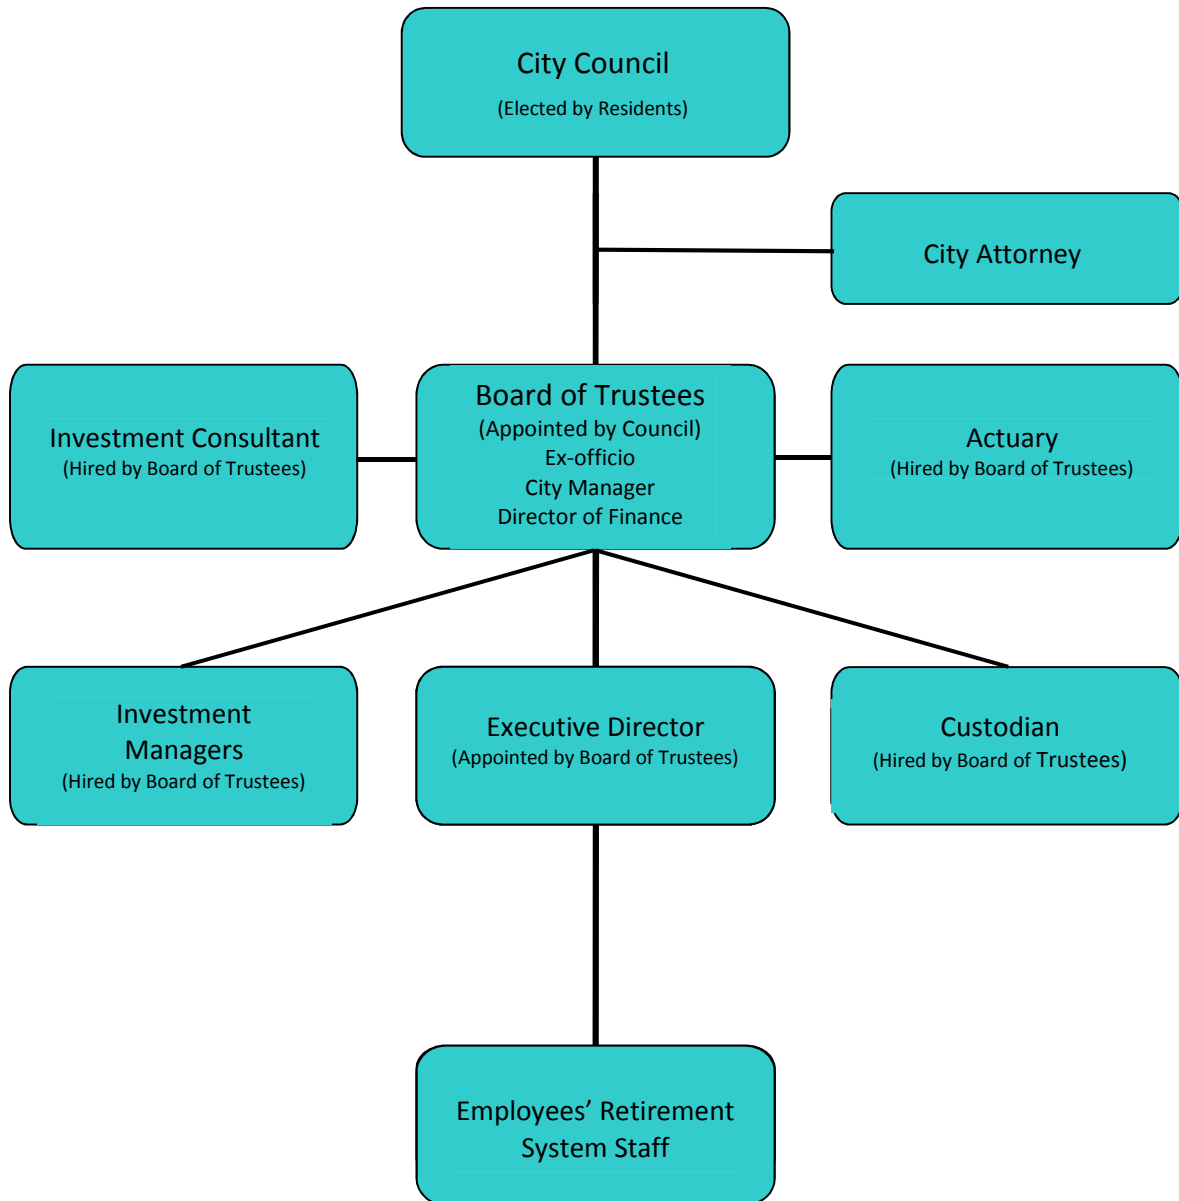 City Council
(Elected by Residents)
City Attorney
Investment Consultant
(Hired by Board of Trustees)
Board of Trustees
(Appointed by Council)
Ex-officio
City Manager
Director of Finance
Actuary
(Hired by Board of Trustees)
Investment
Managers
(Hired by Board of Trustees)
Executive Director
(Appointed by Board of Trustees)
Custodian
(Hired by Board of Trustees)
Employees’ Retirement
System Staff